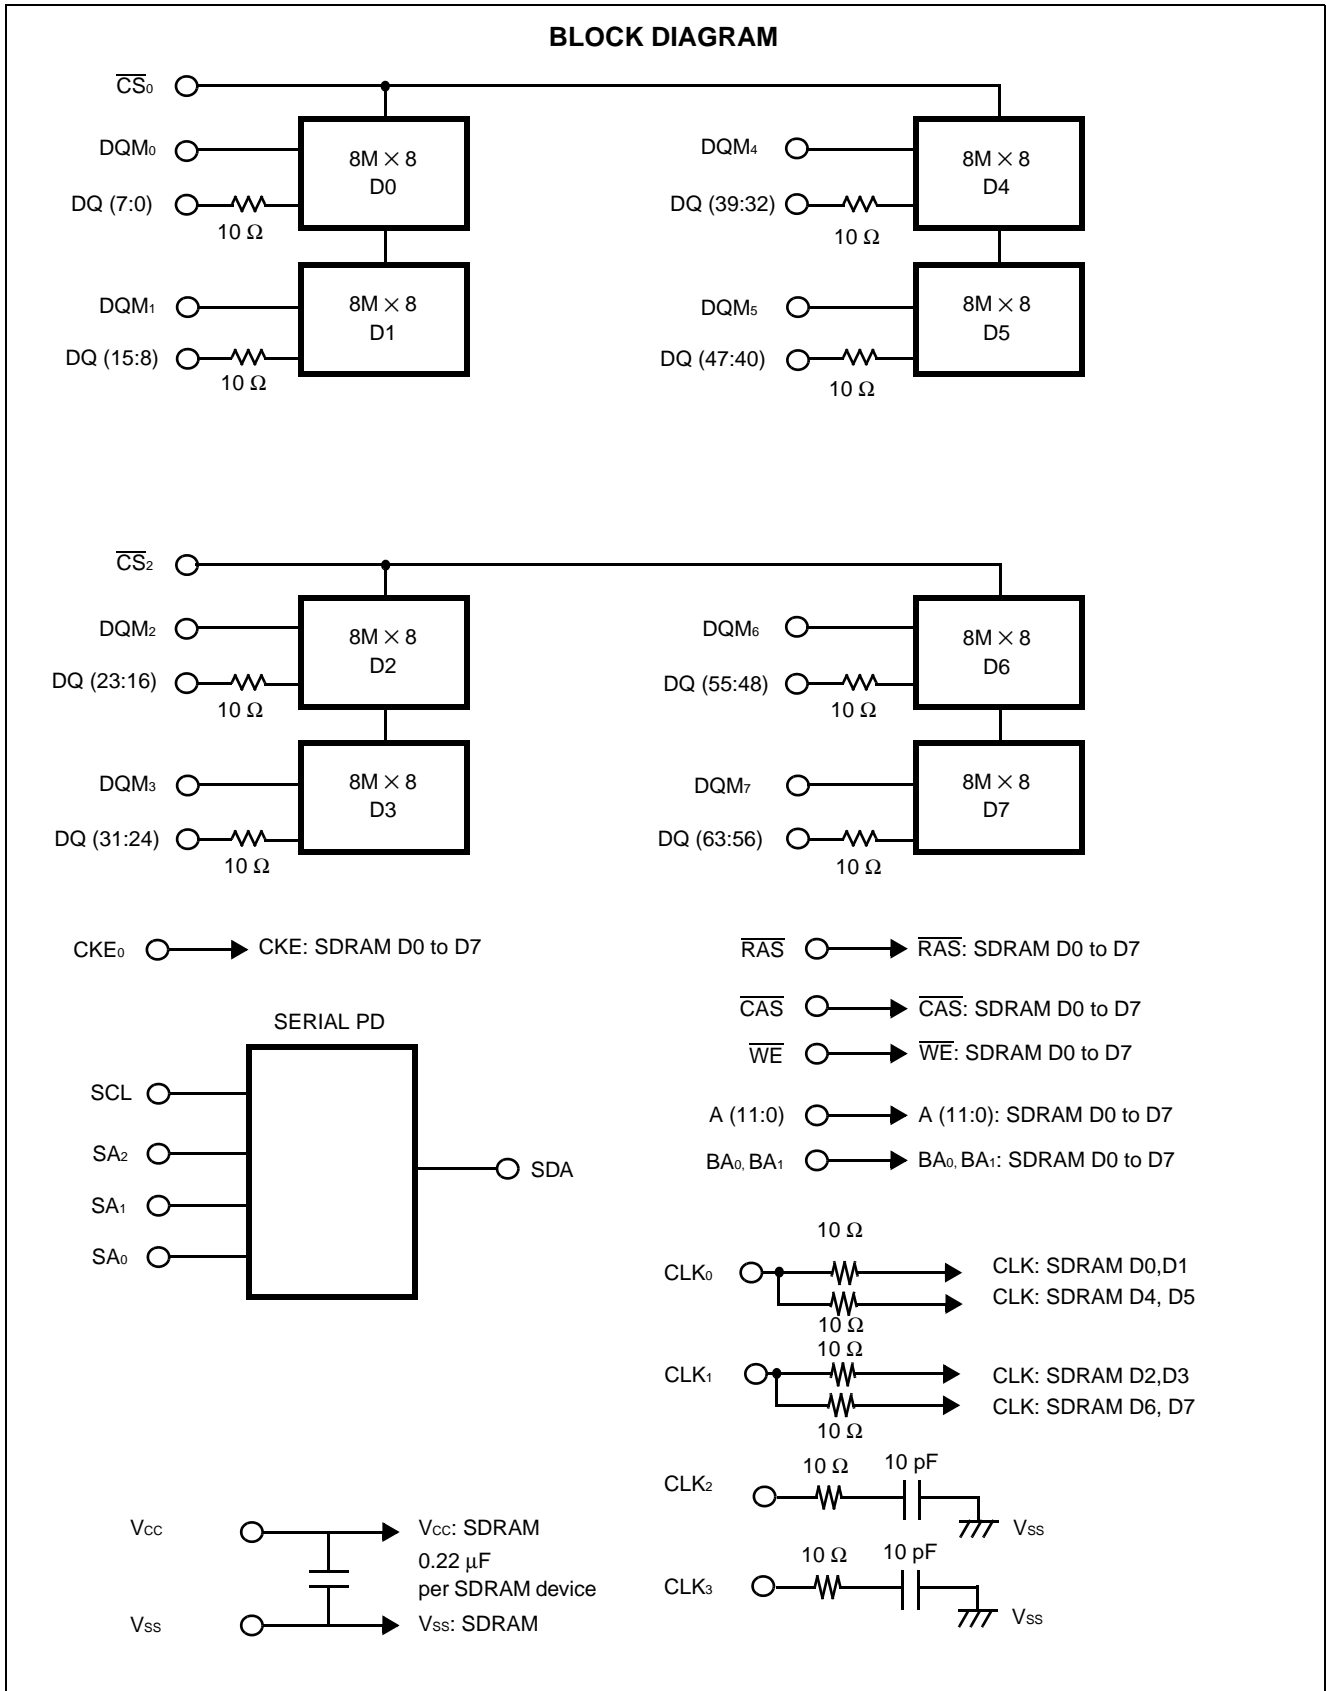 BLOCK DIAGRAM
CS0
DQM0
8M × 8
D0
DQ (7:0)
10 Ω
DQM4
8M × 8
D4
DQ (39:32)
10 Ω
DQM1
8M × 8
D1
DQ (15:8)
10 Ω
DQM5
8M × 8
D5
DQ (47:40)
10 Ω
CS2
DQM2
8M × 8
D2
DQ (23:16)
10 Ω
DQM6
8M × 8
D6
DQ (55:48)
10 Ω
DQM3
8M × 8
D3
DQ (31:24)
10 Ω
DQM7
8M × 8
D7
DQ (63:56)
10 Ω
CKE0 CKE: SDRAM D0 to D7
RAS RAS: SDRAM D0 to D7
CAS CAS: SDRAM D0 to D7
WE WE: SDRAM D0 to D7
A (11:0) A (11:0): SDRAM D0 to D7
BA0, BA1 BA0, BA1: SDRAM D0 to D7
SERIAL PD
SCL
SA2
SA1
SA0
SDA
10 Ω
CLK0 CLK: SDRAM D0,D1
CLK: SDRAM D4, D5
10 Ω
10 Ω
CLK1 CLK: SDRAM D2,D3
CLK: SDRAM D6, D7
10 Ω
CLK2 10 Ω 10 pF
Vss
CLK3 10 Ω 10 pF
Vss
Vcc Vcc: SDRAM
0.22 μF
per SDRAM device
Vss Vss: SDRAM